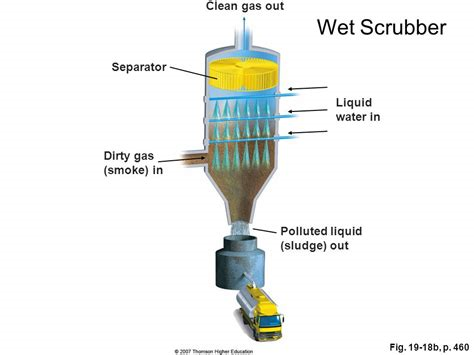 Clean gas out
Wet Scrubber
Separator
Liquid
water in
Dirty gas
(smoke) in
Polluted liquid
(sludge) out
© 2007 Thomson Higher Education
Fig. 19-18b, p. 460